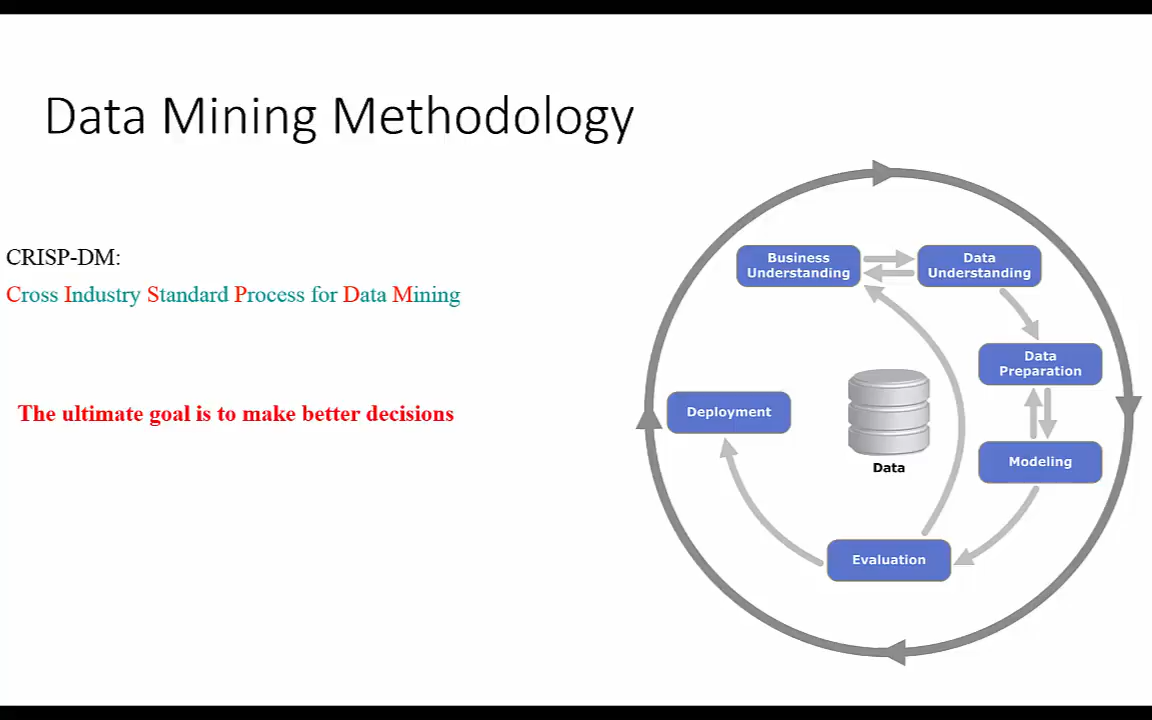 Data Mining Methodology
CRISP-DM:
Cross Industry Standard Process for Data Mining
The ultimate goal is to make better decisions
Business
Understanding
Data
Understanding
Data
Preparation
Modeling
Evaluation
Deployment
Data